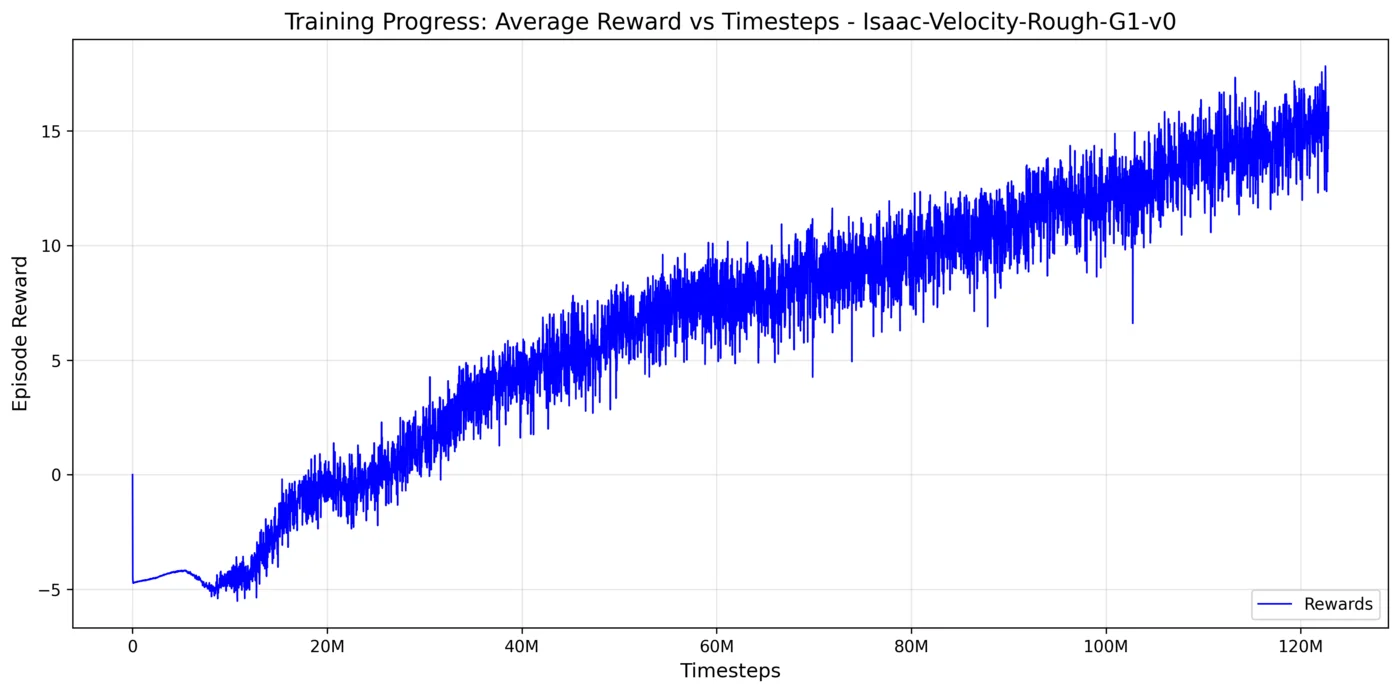 Training Progress: Average Reward vs Timesteps - Isaac-Velocity-Rough-G1-v0
Episode Reward
15
10
5
0
−5
0 20M 40M 60M 80M 100M 120M
Timesteps
Rewards